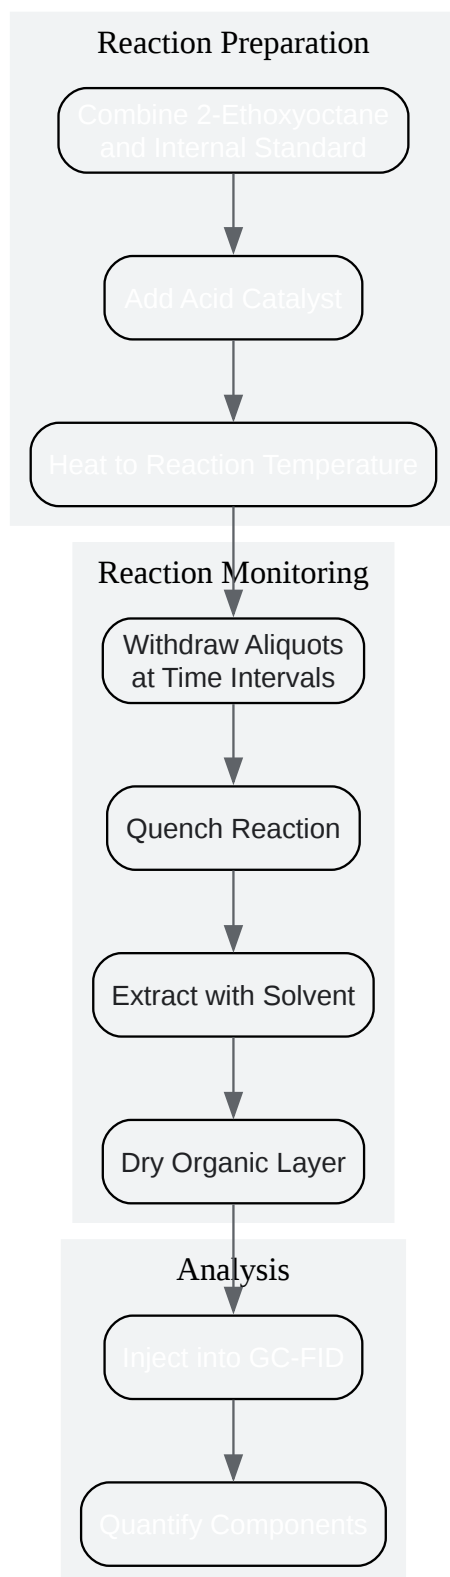 Reaction Preparation
Combine 2-Ethoxyoctane
and Internal Standard
Add Acid Catalyst
Heat to Reaction Temperature
Reaction Monitoring
Withdraw Aliquots
at Time Intervals
Quench Reaction
Extract with Solvent
Dry Organic Layer
Analysis
Inject into GC-FID
Quantify Components